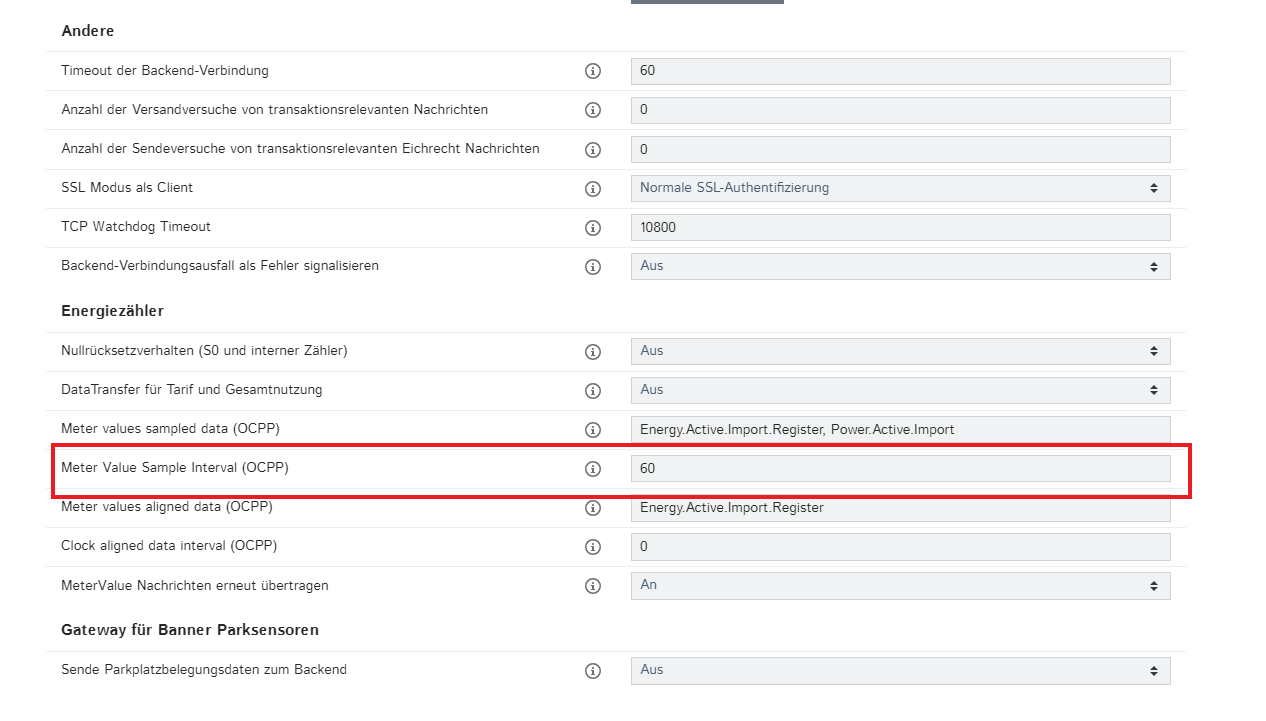 Andere
Timeout der Backend-Verbindung 60
Anzahl der Versandversuche von transaktionsrelevanten Nachrichten 0
Anzahl der Sendeversuche von transaktionsrelevanten Eichrecht Nachrichten 0
SSL Modus als Client Normale SSL-Authentifizierung
TCP Watchdog Timeout 10800
Backend-Verbindungsausfall als Fehler signalisieren Aus
Energiezähler
Nullrücksetzverhalten (S0 und interner Zähler) Aus
DataTransfer für Tarif und Gesamtnutzung Aus
Meter values sampled data (OCPP) Energy.Active.Import.Register, Power.Active.Import
Meter Value Sample Interval (OCPP) 60
Meter values aligned data (OCPP) Energy.Active.Import.Register
Clock aligned data interval (OCPP) 0
MeterValue Nachrichten erneut übertragen An
Gateway für Banner Parksensoren
Sende Parkplatzbelegungsdaten zum Backend Aus